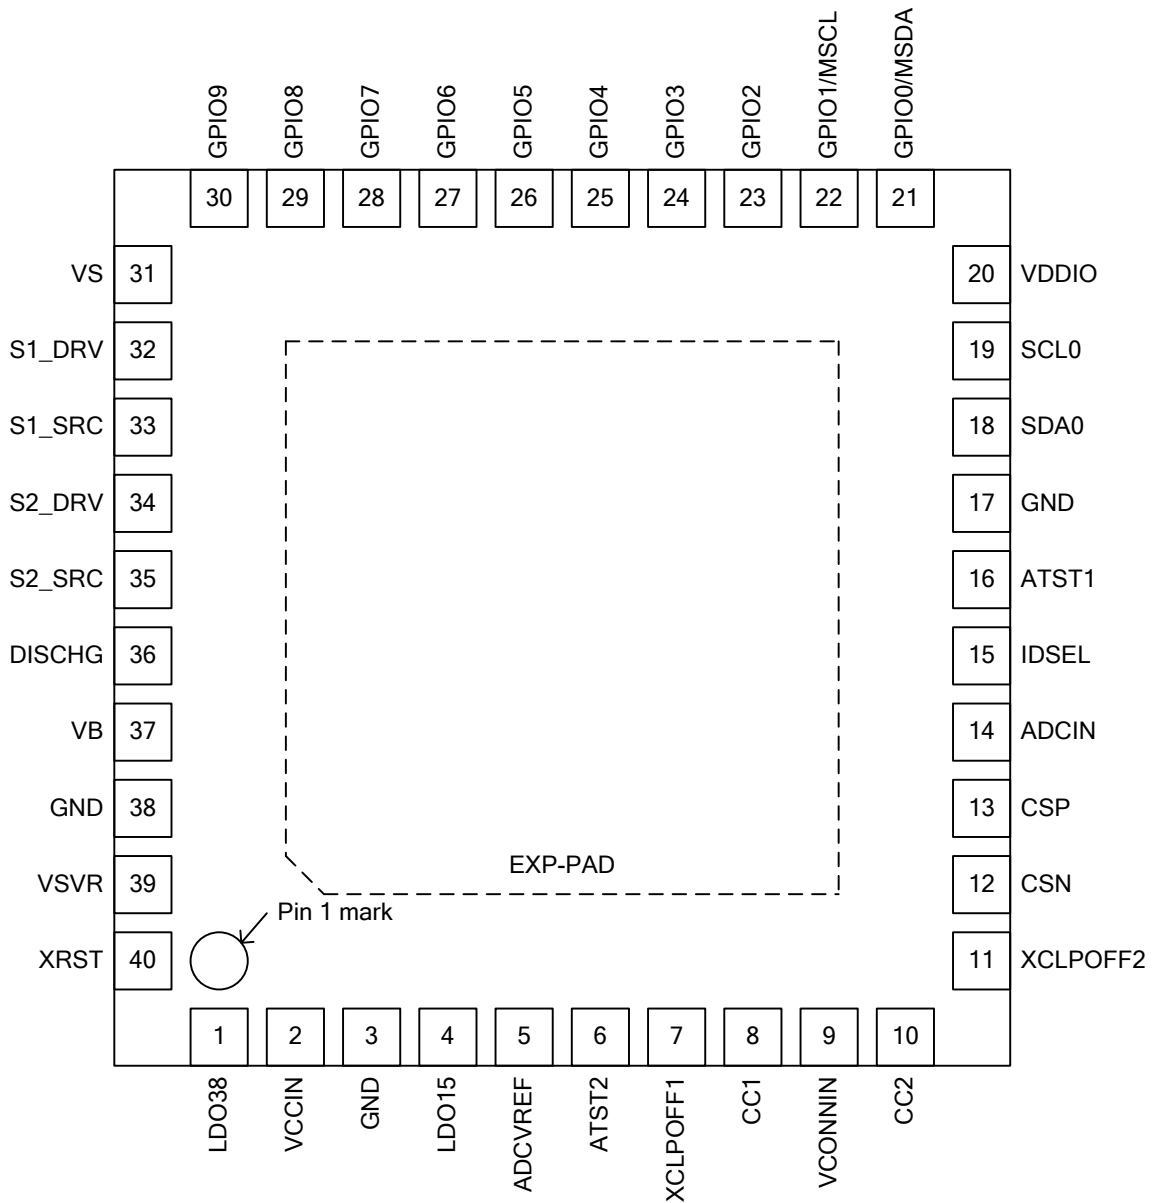 GPIO9
GPIO8
GPIO7
GPIO6
GPIO5
GPIO4
GPIO3
GPIO2
GPIO1/MSCL
GPIO0/MSDA
30
29
28
27
26
25
24
23
22
21
VS 31
20 VDDIO
S1_DRV 32
19 SCL0
S1_SRC 33
18 SDA0
S2_DRV 34
17 GND
S2_SRC 35
16 ATST1
DISCHG 36
15 IDSEL
VB 37
14 ADCIN
GND 38
13 CSP
EXP-PAD
VSVR 39
12 CSN
Pin 1 mark
XRST 40
11 XCLPOFF2
1
2
3
4
5
6
7
8
9
10
LDO38
VCCIN
GND
LDO15
ADCVREF
ATST2
XCLPOFF1
CC1
VCONNIN
CC2